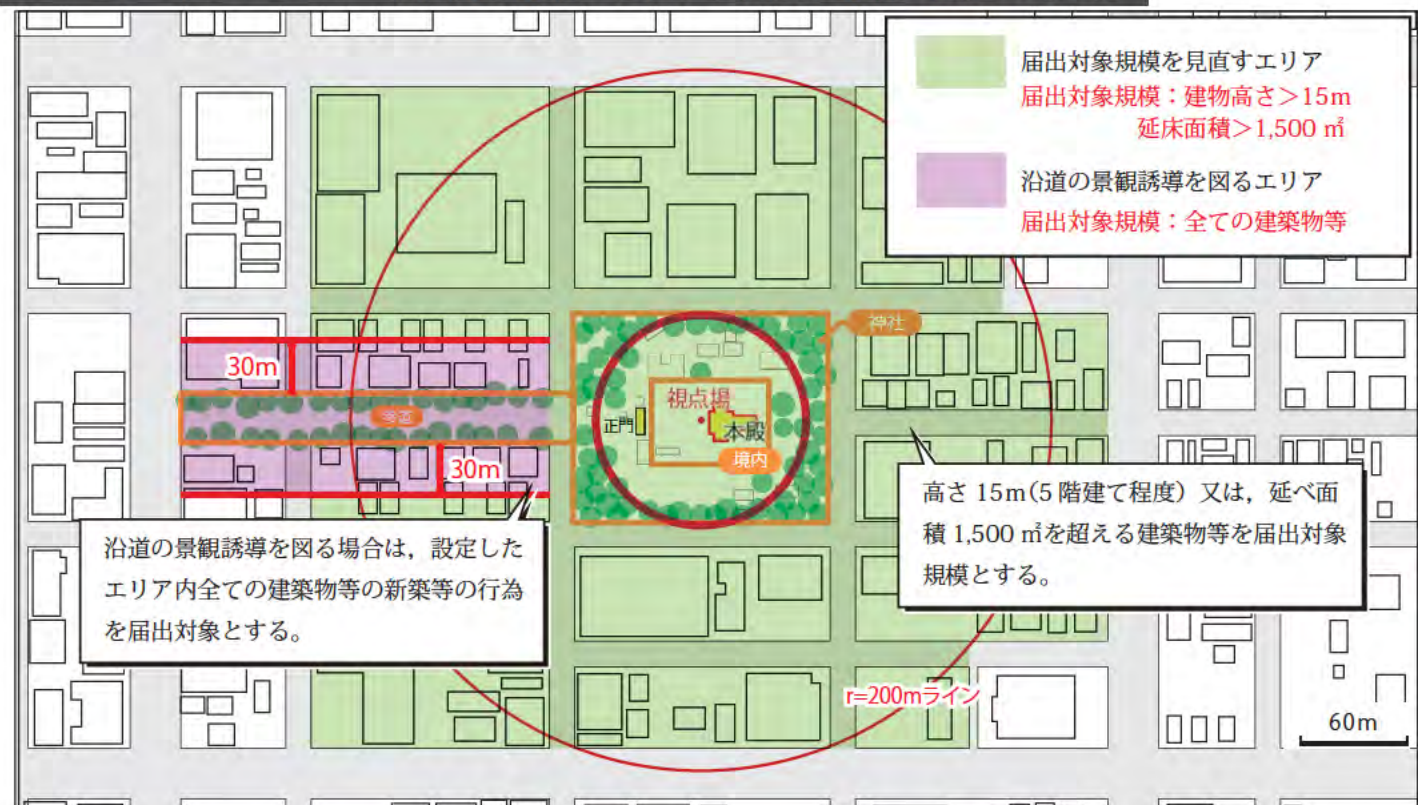 届出対象規模を見直すエリア
届出対象規模：建物高さ＞15m
延床面積＞1,500 ㎡
沿道の景観誘導を図るエリア
届出対象規模：全ての建築物等
神社
30m
参道
正門
視点場
本殿
境内
30m
高さ 15m(5 階建て程度) 又は，延べ面
積 1,500 ㎡を超える建築物等を届出対象
規模とする。
沿道の景観誘導を図る場合は，設定した
エリア内全ての建築物等の新築等の行為
を届出対象とする。
r=200mライン
60m